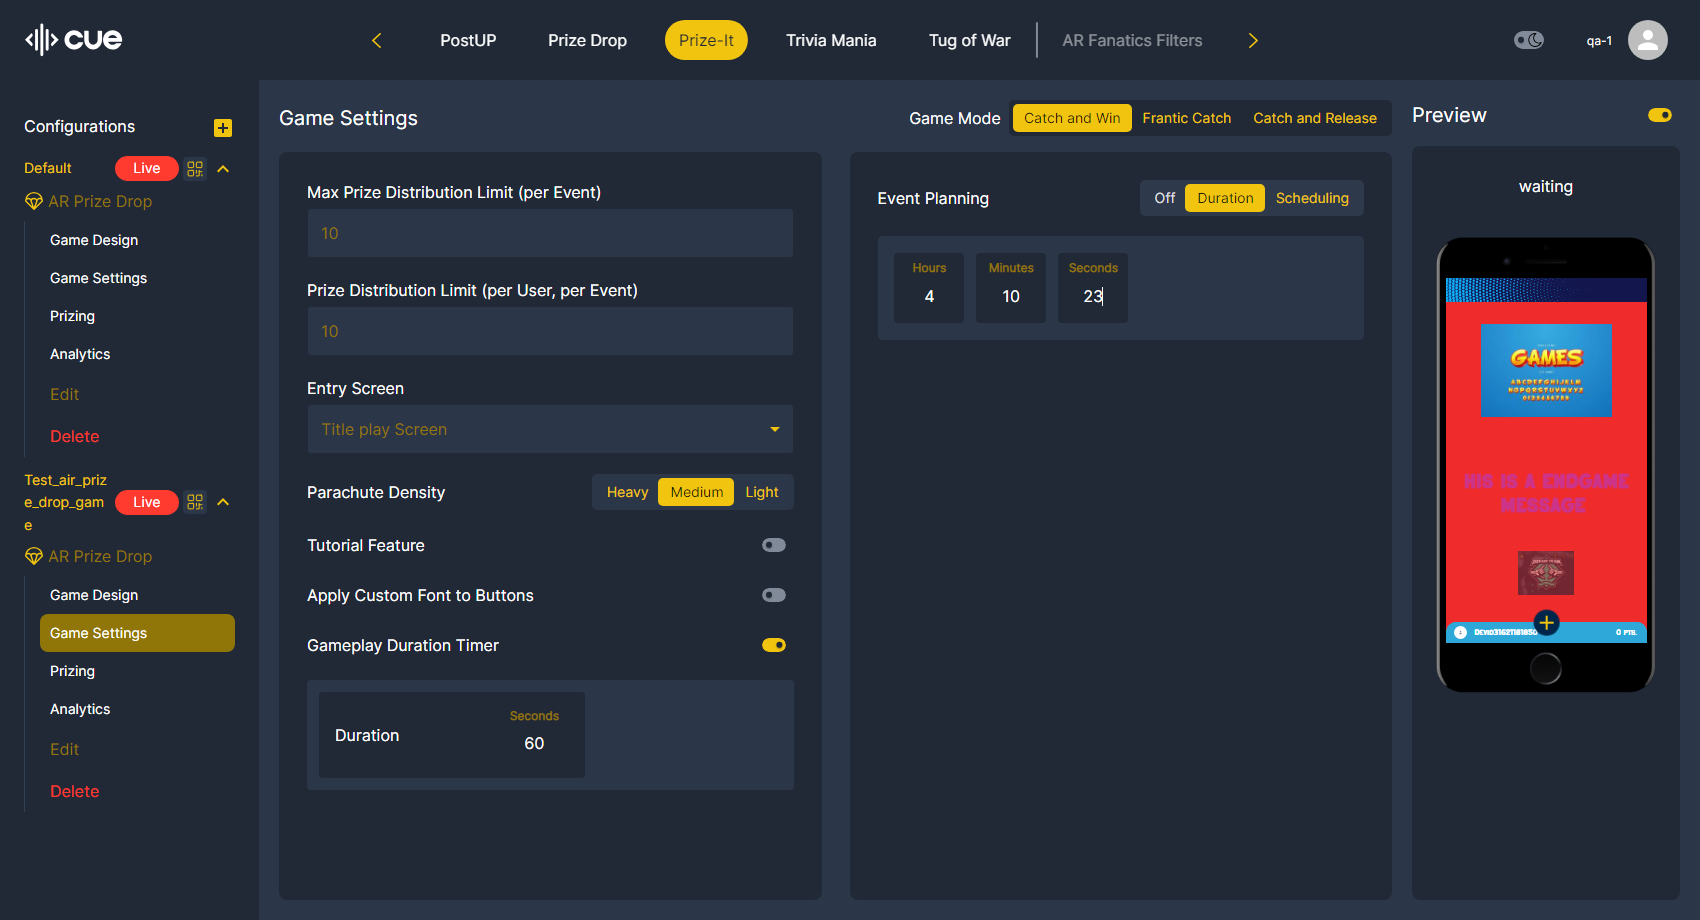 cue
PostUP
Prize Drop
Prize-It
Trivia Mania
Tug of War
AR Fanatics Filters
qa-1
Configurations
Default
Live
AR Prize Drop
Game Design
Game Settings
Prizing
Analytics
Edit
Delete
Test_air_priz
e_drop_gam
e
Live
AR Prize Drop
Game Design
Game Settings
Prizing
Analytics
Edit
Delete
Game Settings
Game Mode
Catch and Win
Frantic Catch
Catch and Release
Max Prize Distribution Limit (per Event)
10
Prize Distribution Limit (per User, per Event)
10
Entry Screen
Title play Screen
Parachute Density
Heavy
Medium
Light
Tutorial Feature
Apply Custom Font to Buttons
Gameplay Duration Timer
Duration
Seconds
60
Event Planning
Off
Duration
Scheduling
Hours
4
Minutes
10
Seconds
23
Preview
waiting
GAMES
ABCDEFGHIJKLM
NOPQRSTUVWXYZ
HIS IS A ENDGAME
MESSAGE
0 PTS.